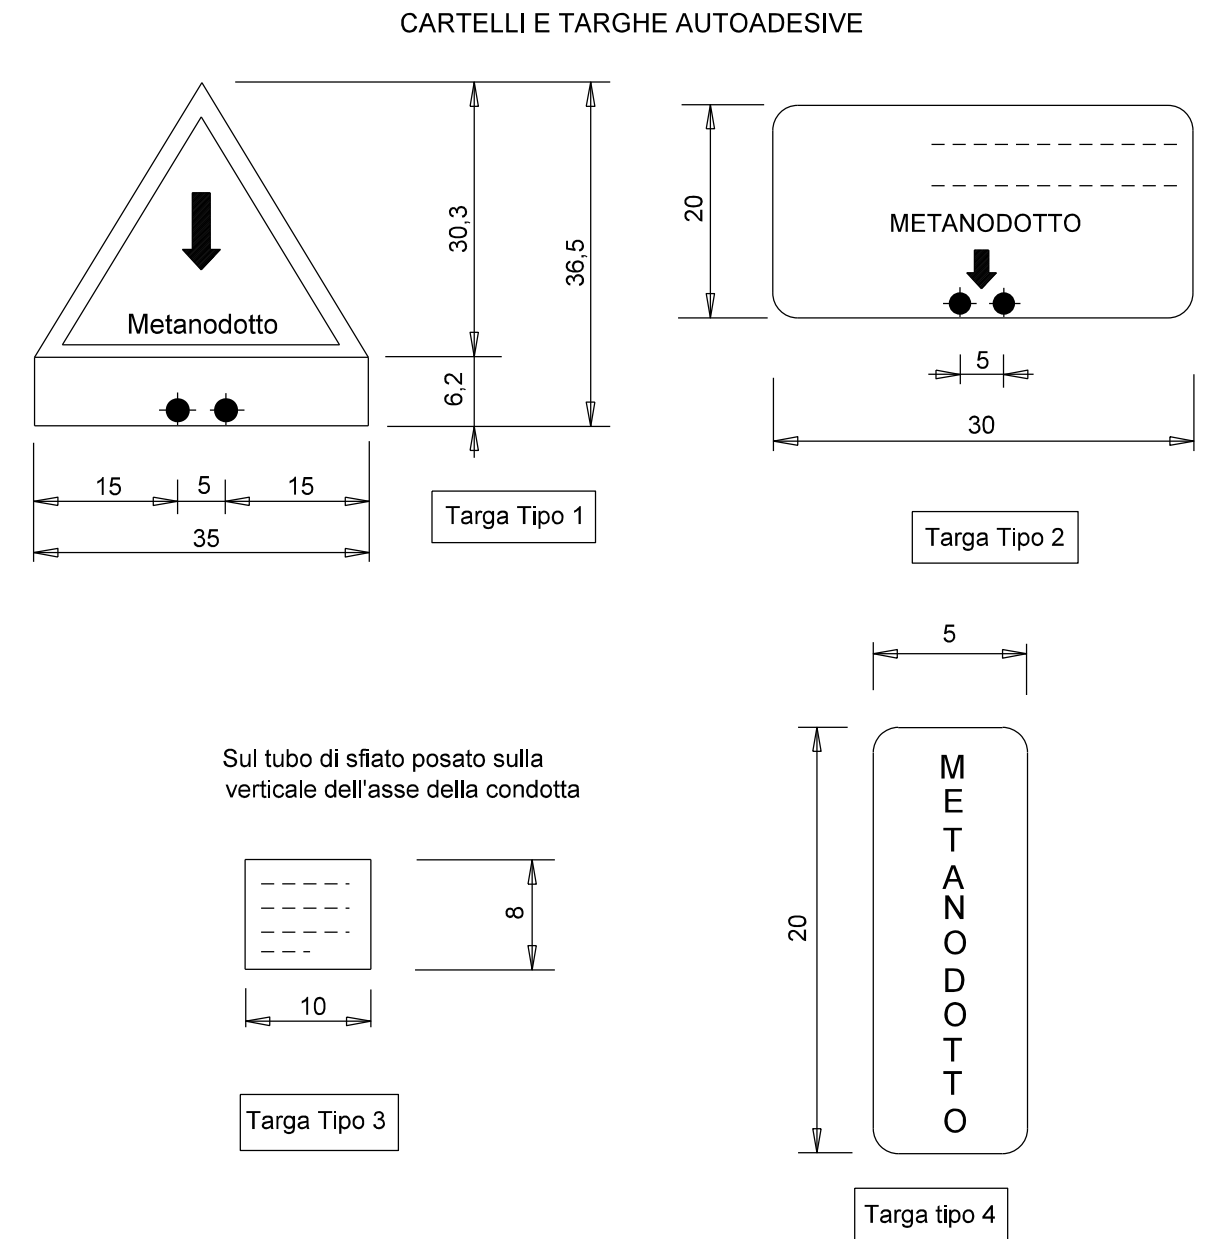 CARTELLI E TARGHE AUTOADESIVE
Metanodotto
30,3
36,5
6,2
15
5
15
35
Targa Tipo 1
20
METANODOTTO
5
30
Targa Tipo 2
Sul tubo di sfiato posato sulla
verticale dell'asse della condotta
8
10
Targa Tipo 3
5
20
M
E
T
A
N
O
D
O
T
T
O
Targa tipo 4